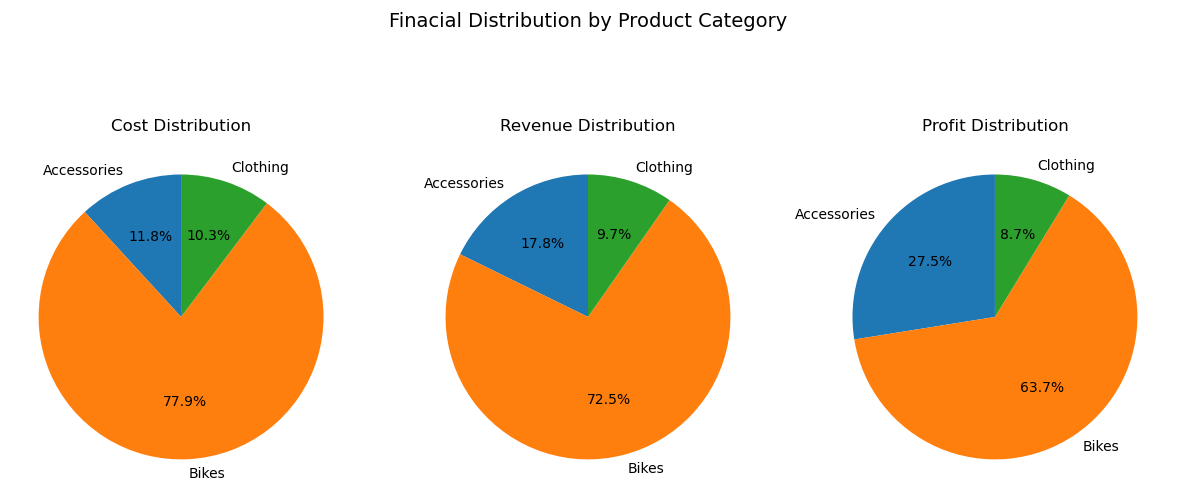 Finacial Distribution by Product Category
Cost Distribution
Accessories
Clothing
11.8%
10.3%
77.9%
Bikes
Revenue Distribution
Accessories
Clothing
17.8%
9.7%
72.5%
Bikes
Profit Distribution
Accessories
Clothing
27.5%
8.7%
63.7%
Bikes